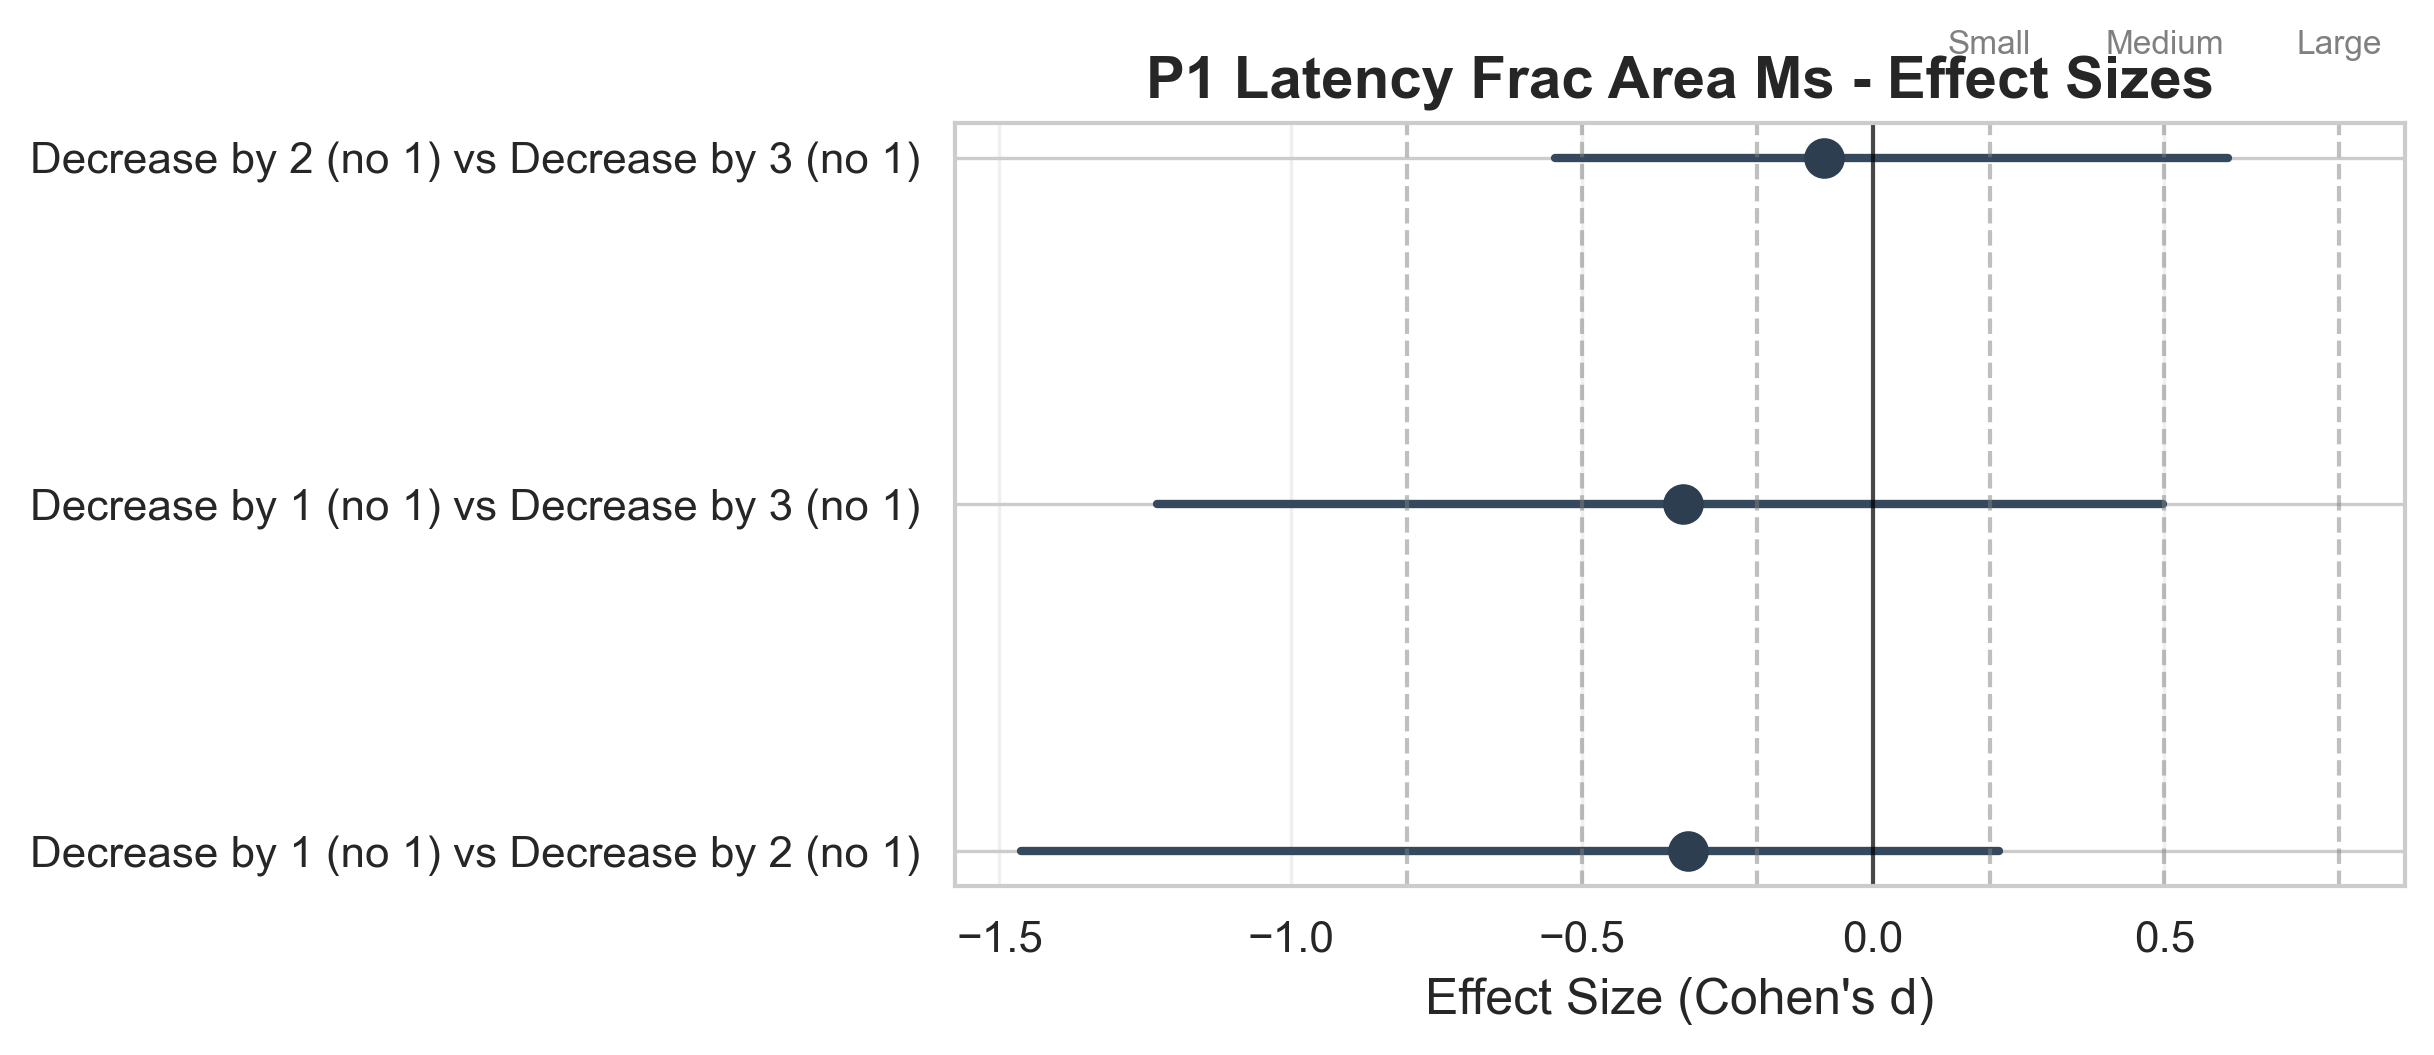 Small Medium Large
P1 Latency Frac Area Ms - Effect Sizes
Decrease by 2 (no 1) vs Decrease by 3 (no 1)
Decrease by 1 (no 1) vs Decrease by 3 (no 1)
Decrease by 1 (no 1) vs Decrease by 2 (no 1)
−1.5 −1.0 −0.5 0.0 0.5
Effect Size (Cohen's d)